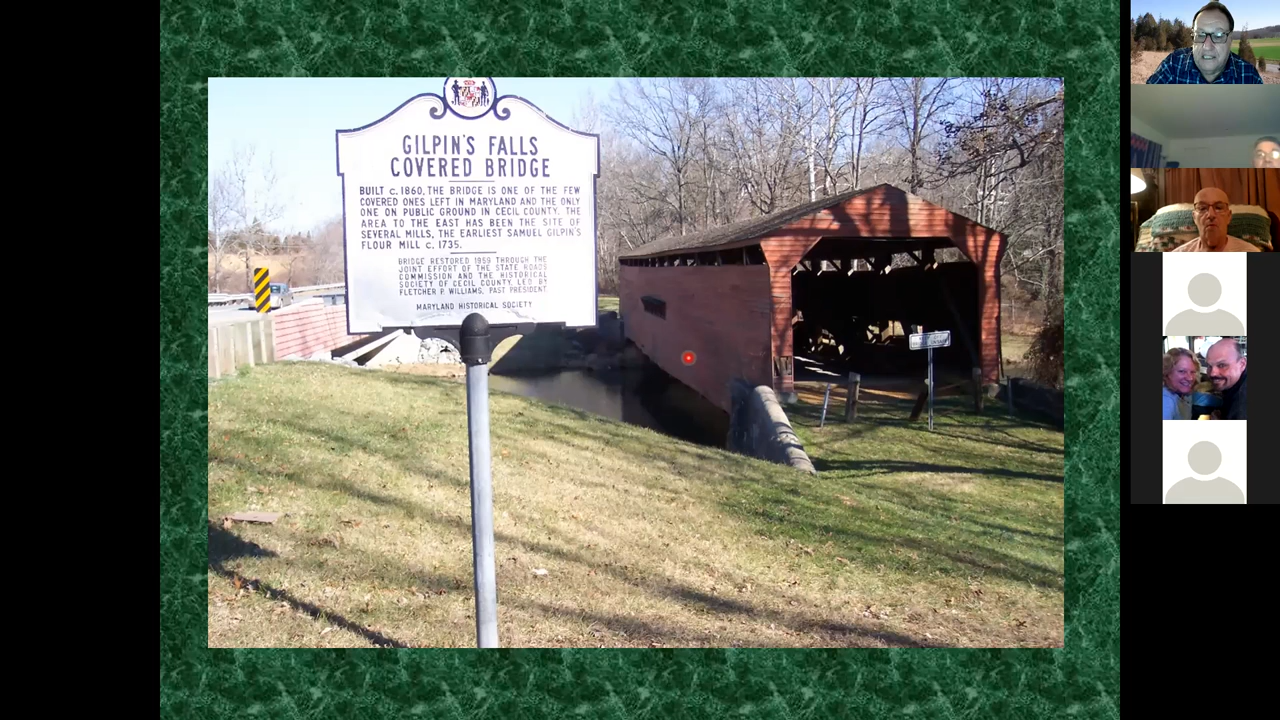 GILPIN'S FALLS
COVERED BRIDGE
BUILT c. 1860, THE BRIDGE IS ONE OF THE FEW
COVERED ONES LEFT IN MARYLAND AND THE ONLY
ONE ON PUBLIC GROUND IN CECIL COUNTY. THE
AREA TO THE EAST HAS BEEN THE SITE OF
SEVERAL MILLS, THE EARLIEST SAMUEL GILPIN'S
FLOUR MILL c. 1735.
BRIDGE RESTORED 1959 THROUGH THE
JOINT EFFORT OF THE STATE ROADS
COMMISSION AND THE HISTORICAL
SOCIETY OF CECIL COUNTY, LED BY
FLETCHER P. WILLIAMS, PAST PRESIDENT
MARYLAND HISTORICAL SOCIETY